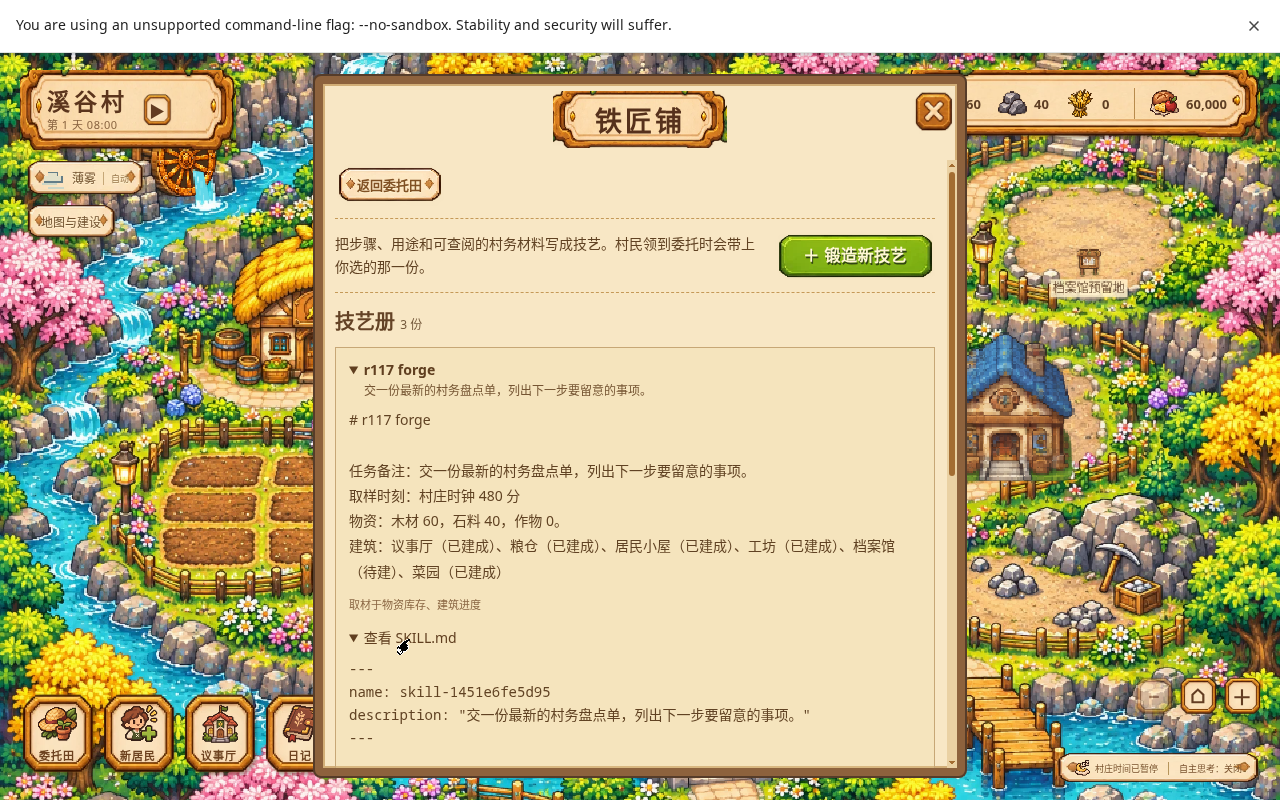 You are using an unsupported command-line flag: --no-sandbox. Stability and security will suffer.
溪谷村
第 1 天 08:00
薄雾
自动
地图与建设
60
40
0
60,000
铁匠铺
返回委托田
把步骤、用途和可查阅的村务材料写成技艺。村民领到委托时会带上
你选的那一份。
+ 锻造新技艺
技艺册 3 份
▼ r117 forge
交一份最新的村务盘点单，列出下一步要留意的事项。
# r117 forge
任务备注：交一份最新的村务盘点单，列出下一步要留意的事项。
取样时刻：村庄时钟 480 分
物资：木材 60，石料 40，作物 0。
建筑：议事厅（已建成）、粮仓（已建成）、居民小屋（已建成）、工坊（已建成）、档案馆
（待建）、菜园（已建成）
取材于物资库存、建筑进度
▼ 查看 SKILL.md
---
name: skill-1451e6fe5d95
description: "交一份最新的村务盘点单，列出下一步要留意的事项。"
---
档案馆预留地
委托田
新居民
议事厅
日记
村庄时间已暂停
自主思考：关闭